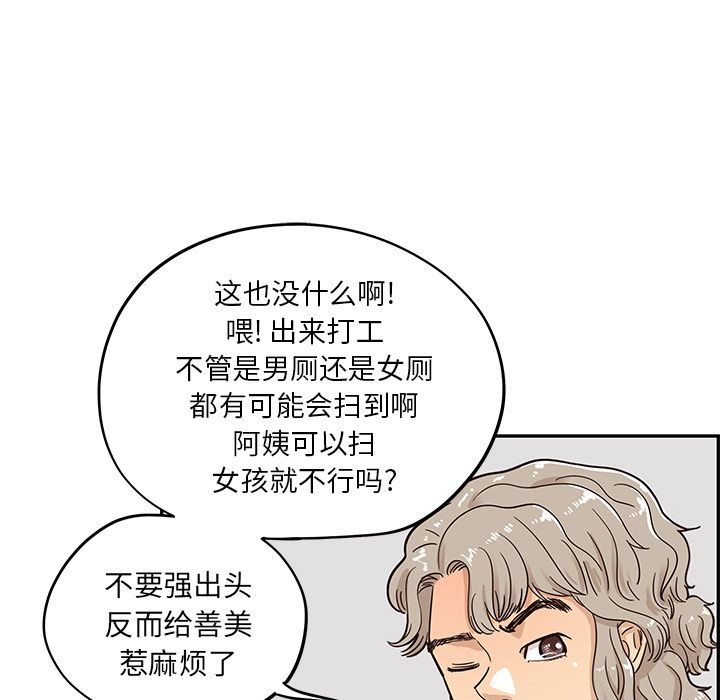 这也没什么啊!
喂! 出来打工
不管是男厕还是女厕
都有可能会扫到啊
阿姨可以扫
女孩就不行吗?
不要强出头
反而给善美
惹麻烦了